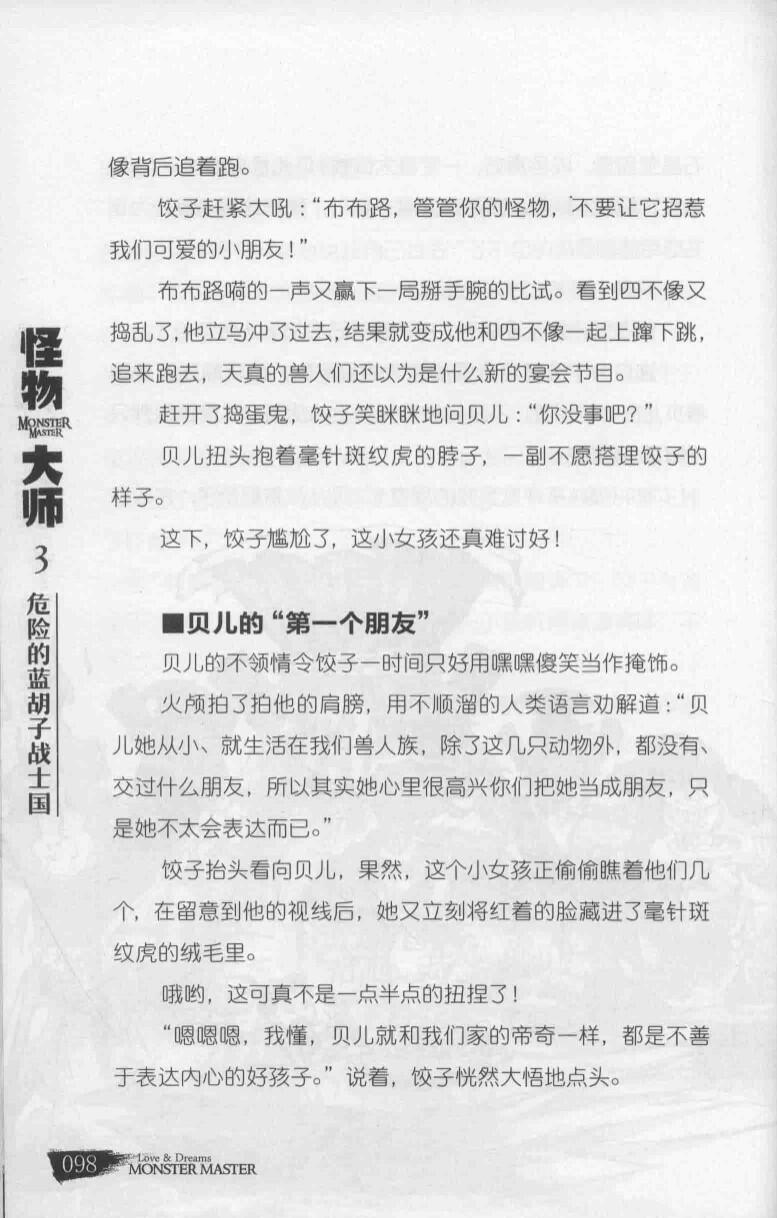 像背后追着跑。
饺子赶紧大吼：“布布路，管管你的怪物，不要让它招惹
我们可爱的小朋友！”
布布路嗬的一声又赢下一局掰手腕的比试。看到四不像又
捣乱了，他立马冲了过去，结果就变成他和四不像一起上蹿下跳，
追来跑去，天真的兽人们还以为是什么新的宴会节目。
赶开了捣蛋鬼，饺子笑眯眯地问贝儿：“你没事吧？”
贝儿扭头抱着毫针斑纹虎的脖子，一副不愿搭理饺子的
样子。
这下，饺子尴尬了，这小女孩还真难讨好！
■贝儿的“第一个朋友”
贝儿的不领情令饺子一时间只好用嘿嘿傻笑当作掩饰。
火颅拍了拍他的肩膀，用不顺溜的人类语言劝解道：“贝
儿她从小、就生活在我们兽人族，除了这几只动物外，都没有、
交过什么朋友，所以其实她心里很高兴你们把她当成朋友，只
是她不太会表达而已。”
饺子抬头看向贝儿，果然，这个小女孩正偷偷瞧着他们几
个，在留意到他的视线后，她又立刻将红着的脸藏进了毫针斑
纹虎的绒毛里。
哦哟，这可真不是一点半点的扭捏了！
“嗯嗯嗯，我懂，贝儿就和我们家的帝奇一样，都是不善
于表达内心的好孩子。”说着，饺子恍然大悟地点头。
怪物
MONSTER
MASTER
大师
3
危险的蓝胡子战士国
098
Love & Dreams
MONSTER MASTER